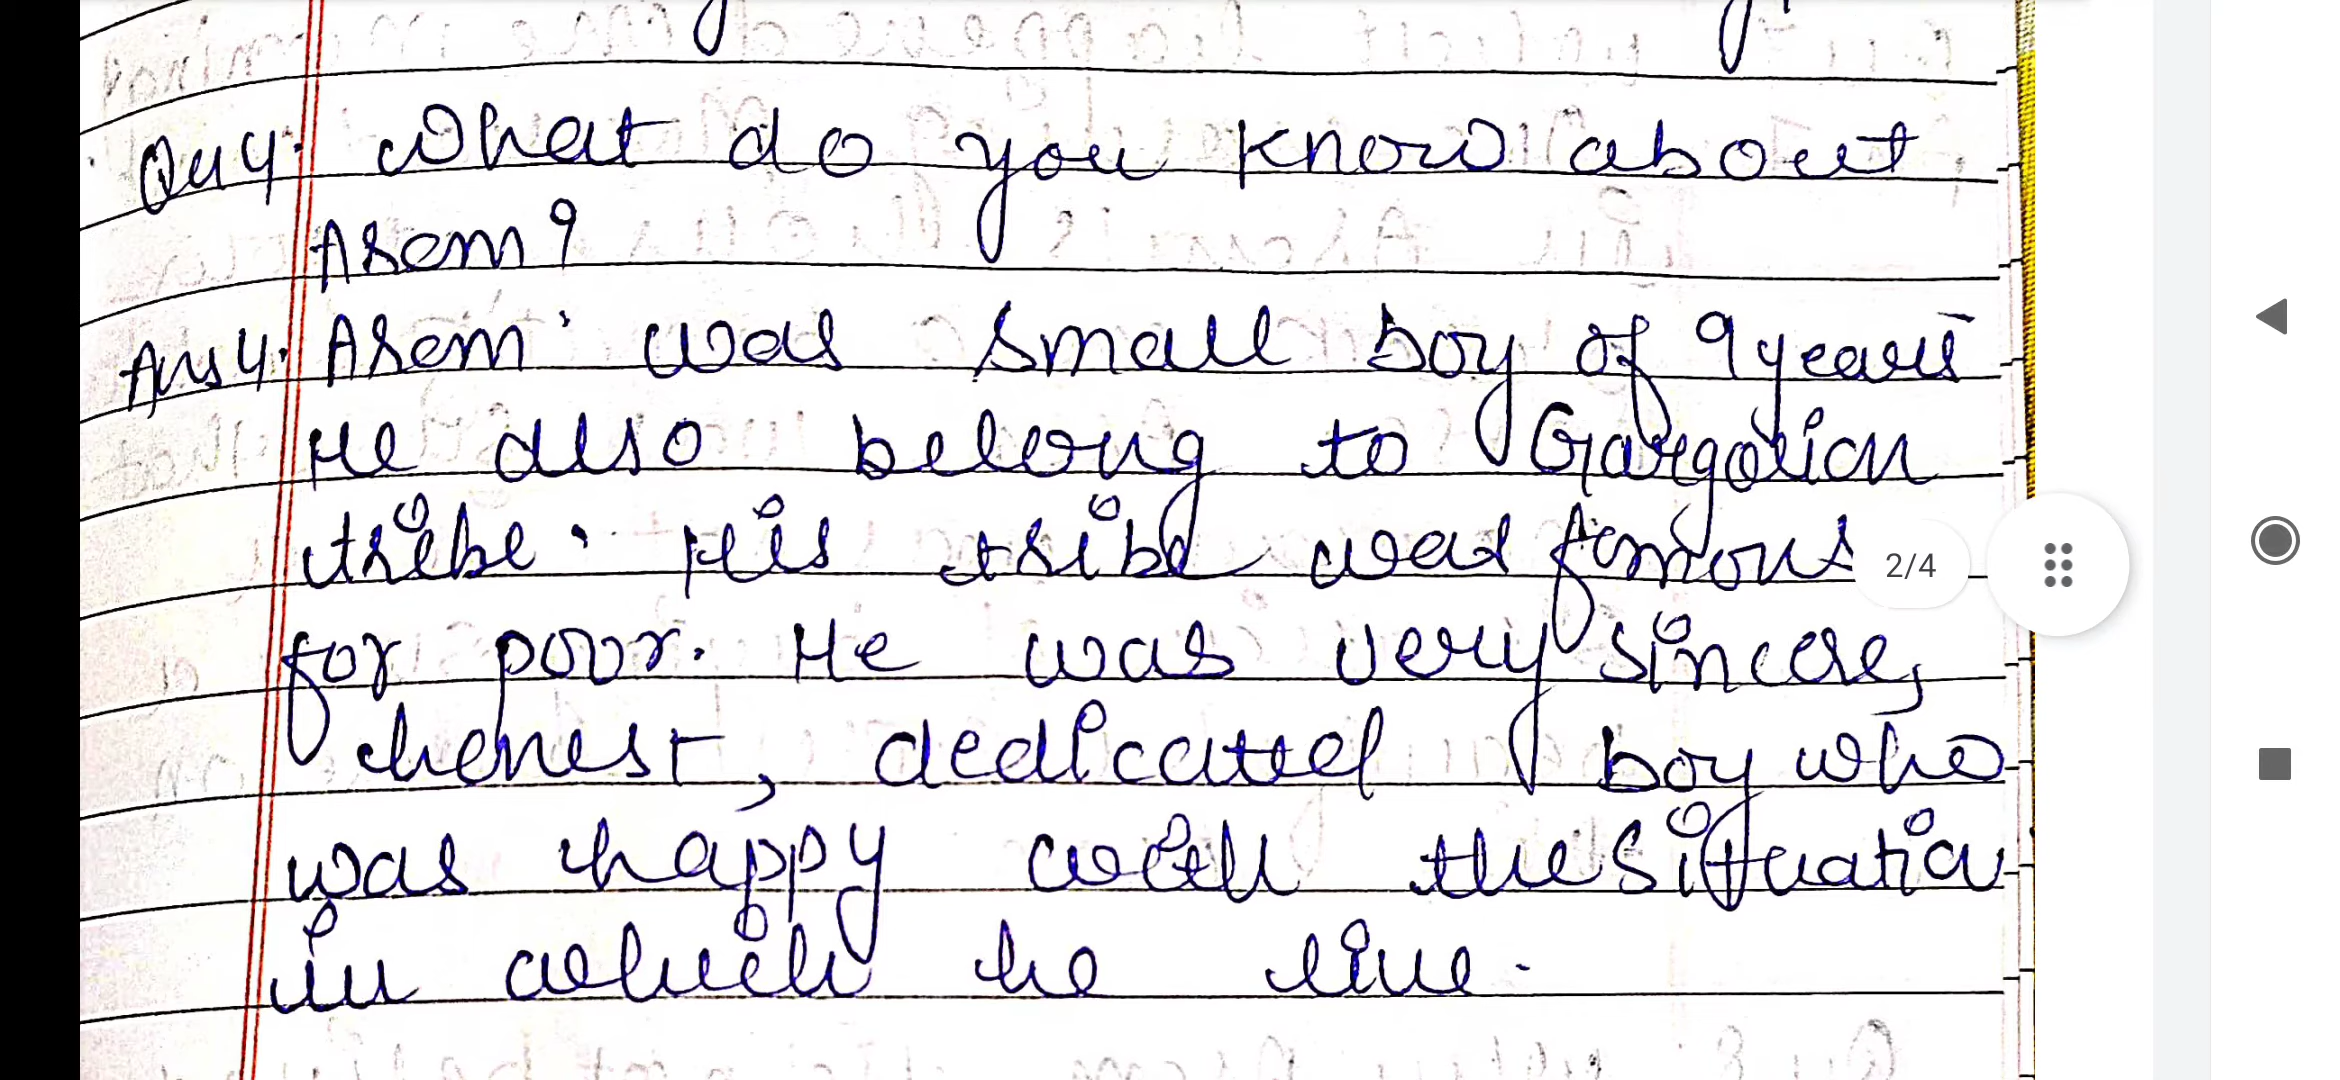 Qu4. What do you know about
Asem?
Ans4. Asem was small boy of 9 years
He also belong to
tribe. His tribe was famous
2/4
for poor. He was very sincere,
honest, dedicated boy who
was happy with the situation
in which he live.